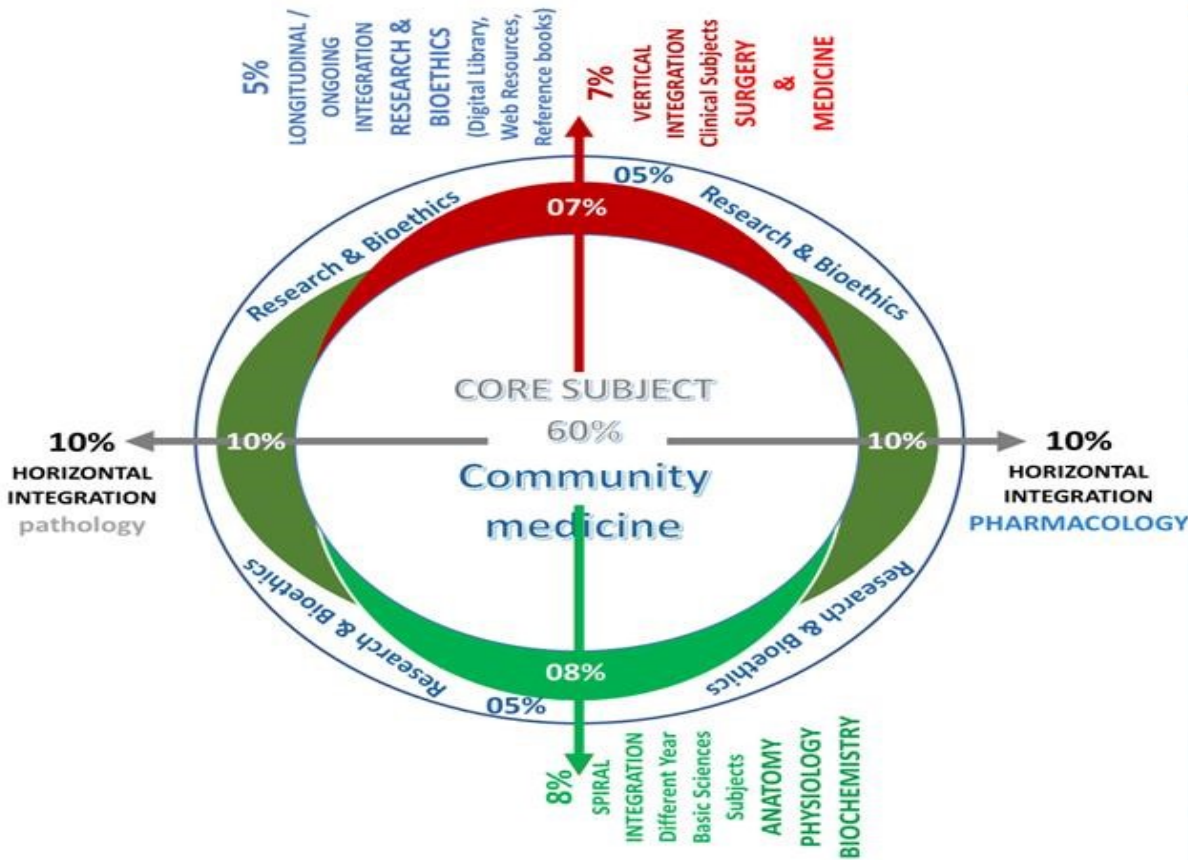 5%
LONGITUDINAL /
ONGOING
INTEGRATION
RESEARCH &
BIOETHICS
(Digital Library,
Web Resources,
Reference books)
7%
VERTICAL
INTEGRATION
Clinical Subjects
SURGERY
&
MEDICINE
05%
07%
Research & Bioethics
Research & Bioethics
CORE SUBJECT
60%
Community
medicine
10%
HORIZONTAL
INTEGRATION
pathology
10%
10%
10%
HORIZONTAL
INTEGRATION
PHARMACOLOGY
Research & Bioethics
Research & Bioethics
08%
05%
8%
SPIRAL
INTEGRATION
Different Year
Basic Sciences
Subjects
ANATOMY
PHYSIOLOGY
BIOCHEMISTRY